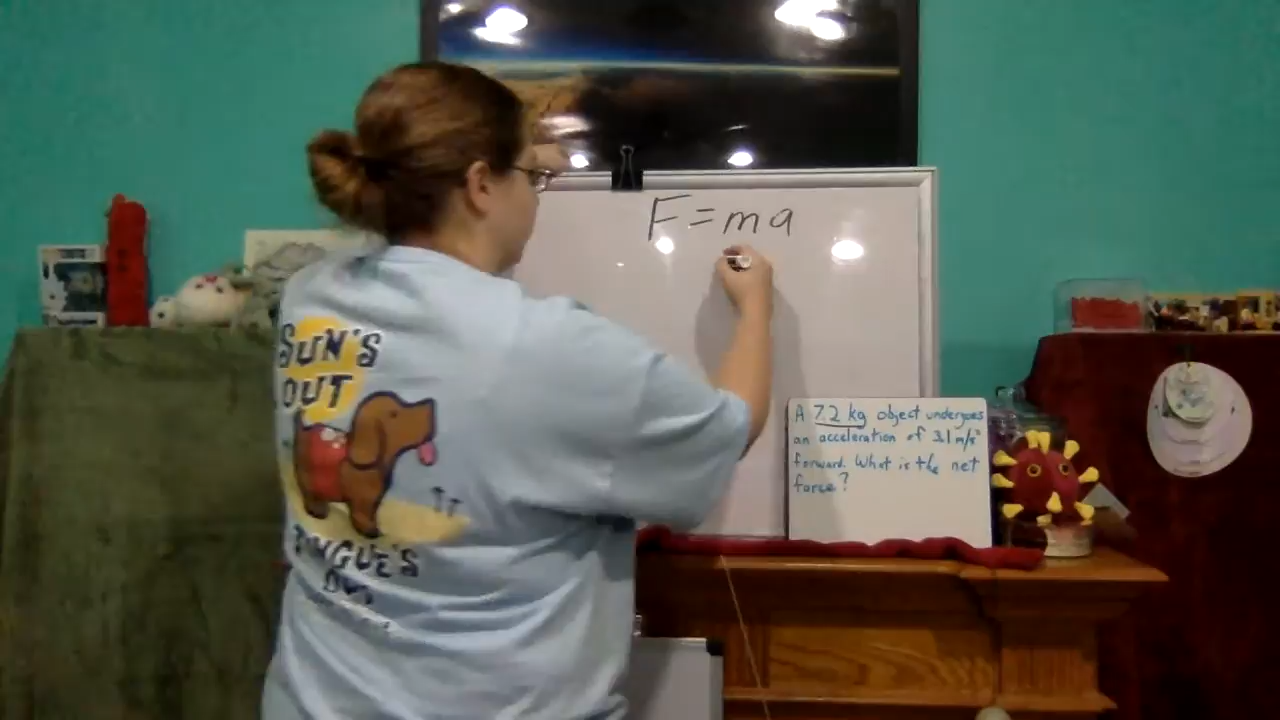 F = ma
A 7.2 kg object undergoes
an acceleration of 3.1 m/s²
forward. What is the net
force?
SUN'S
OUT
TONGUE'S
OUT